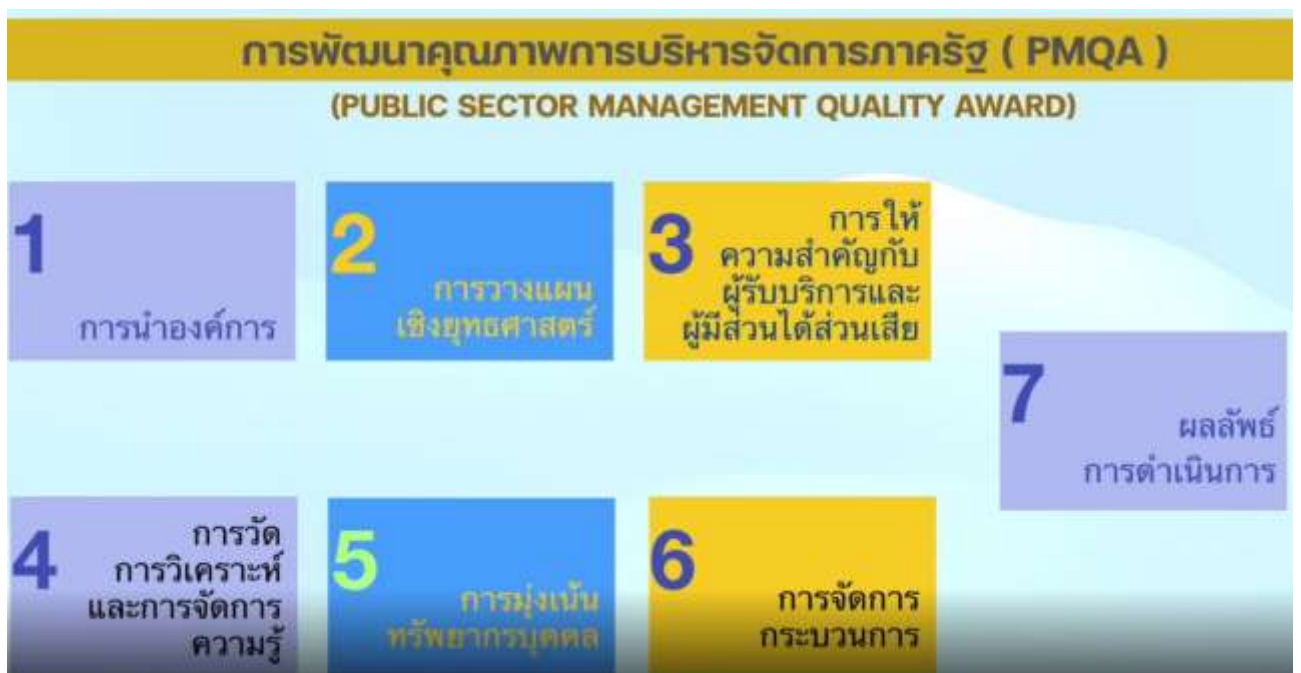 การพัฒนาคุณภาพการบริหารจัดการภาครัฐ ( PMQA )
(PUBLIC SECTOR MANAGEMENT QUALITY AWARD)
1
การนำองค์การ
2
การวางแผน
เชิงยุทธศาสตร์
3
การให้
ความสำคัญกับ
ผู้รับบริการและ
ผู้มีส่วนได้ส่วนเสีย
4
การวัด
การวิเคราะห์
และการจัดการ
ความรู้
5
การมุ่งเน้น
ทรัพยากรบุคคล
6
การจัดการ
กระบวนการ
7
ผลลัพธ์
การดำเนินการ